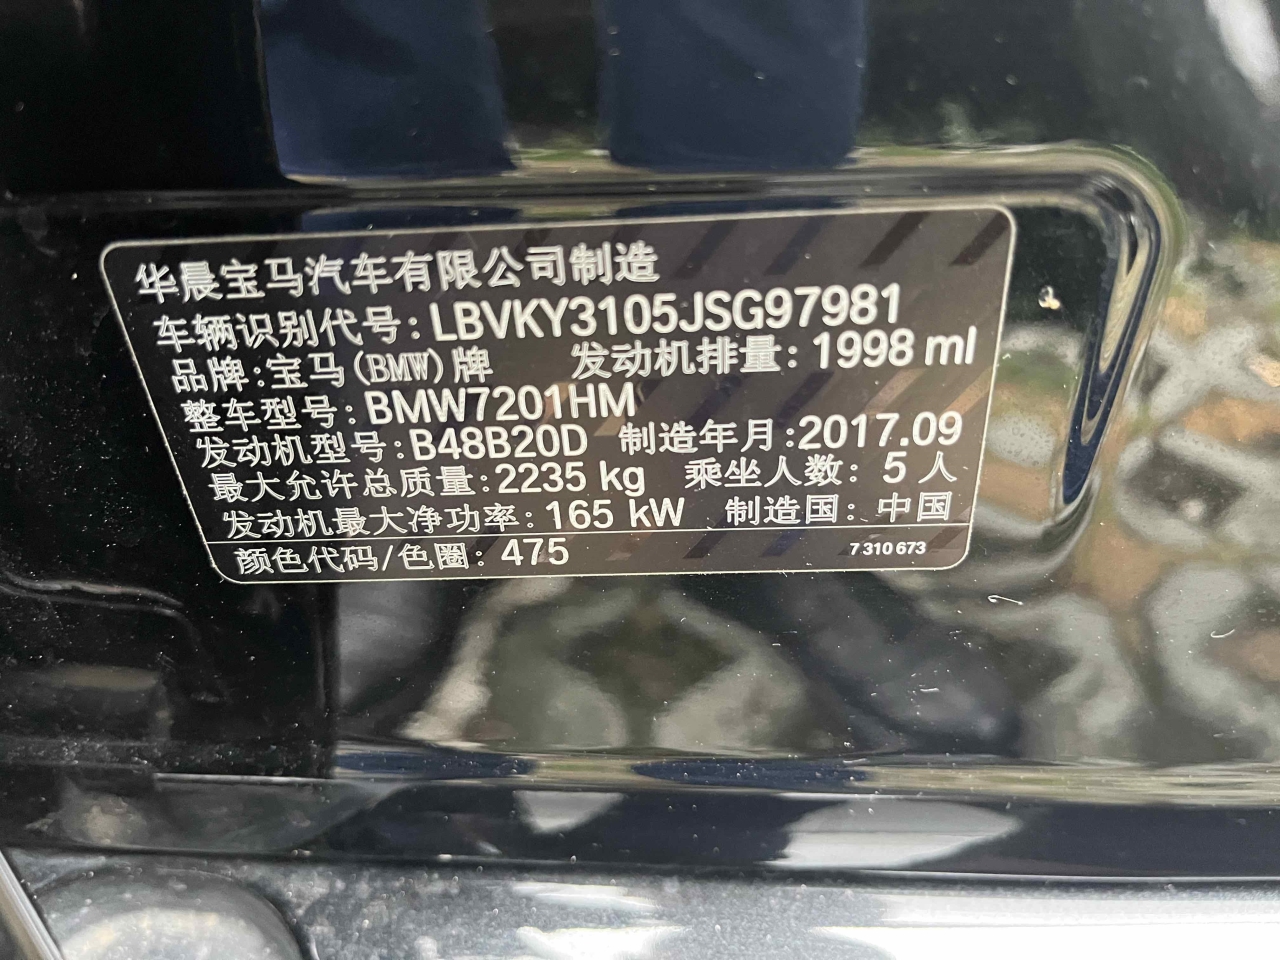 华晨宝马汽车有限公司制造
车辆识别代号: LBVKY3105JSG97981
品牌:宝马(BMW)牌 发动机排量: 1998 ml
整车型号: BMW7201HM
发动机型号: B48B20D 制造年月:2017.09
最大允许总质量:2235 kg 乘坐人数: 5 人
发动机最大净功率: 165 kW 制造国: 中国
颜色代码/色圈: 475 7 310 673